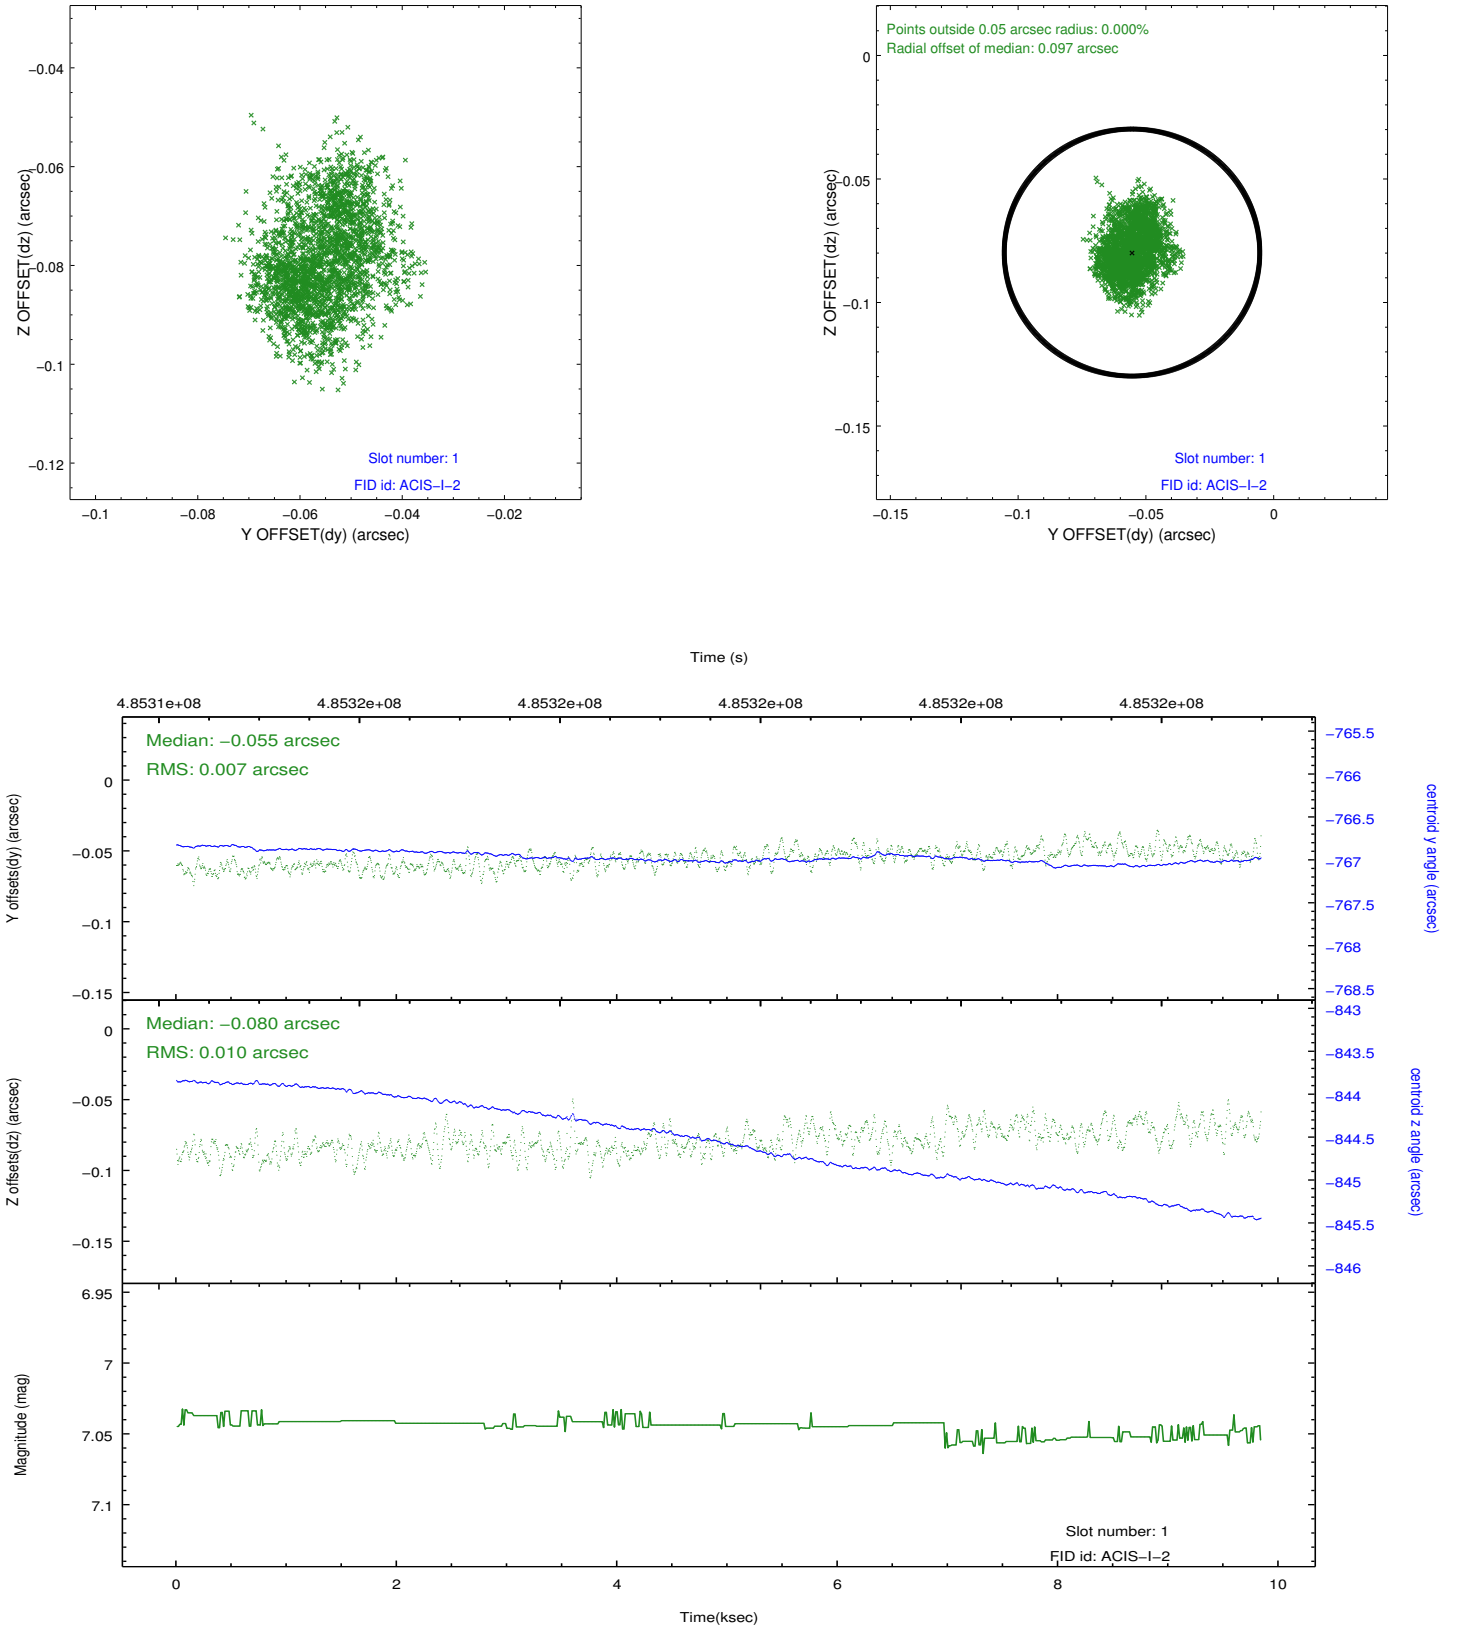 −0.04
−0.06
−0.08
−0.1
−0.12
Z OFFSET(dz) (arcsec)
Slot number: 1
FID id: ACIS−I−2
−0.1
−0.08
−0.06
−0.04
−0.02
Y OFFSET(dy) (arcsec)
Points outside 0.05 arcsec radius: 0.000%
Radial offset of median: 0.097 arcsec
0
−0.05
−0.1
−0.15
Z OFFSET(dz) (arcsec)
Slot number: 1
FID id: ACIS−I−2
−0.15
−0.1
−0.05
0
Y OFFSET(dy) (arcsec)
Time (s)
4.8531e+08
4.8532e+08
4.8532e+08
4.8532e+08
4.8532e+08
4.8532e+08
Median: −0.055 arcsec
RMS: 0.007 arcsec
0
−0.05
−0.1
−0.15
Y offsets(dy) (arcsec)
−765.5
−766
−766.5
−767
−767.5
−768
−768.5
centroid y angle (arcsec)
Median: −0.080 arcsec
RMS: 0.010 arcsec
0
−0.05
−0.1
−0.15
Z offsets(dz) (arcsec)
−843
−843.5
−844
−844.5
−845
−845.5
−846
centroid z angle (arcsec)
6.95
7
7.05
7.1
Magnitude (mag)
Slot number: 1
FID id: ACIS−I−2
0
2
4
6
8
10
Time(ksec)